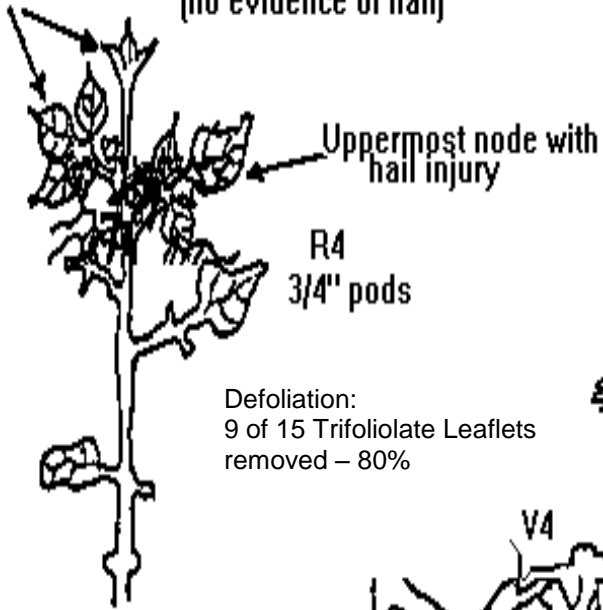 (no evidence of hail)
Uppermost node with
hail injury
R4
3/4" pods
Defoliation:
9 of 15 Trifoliolate Leaflets
removed – 80%
V4